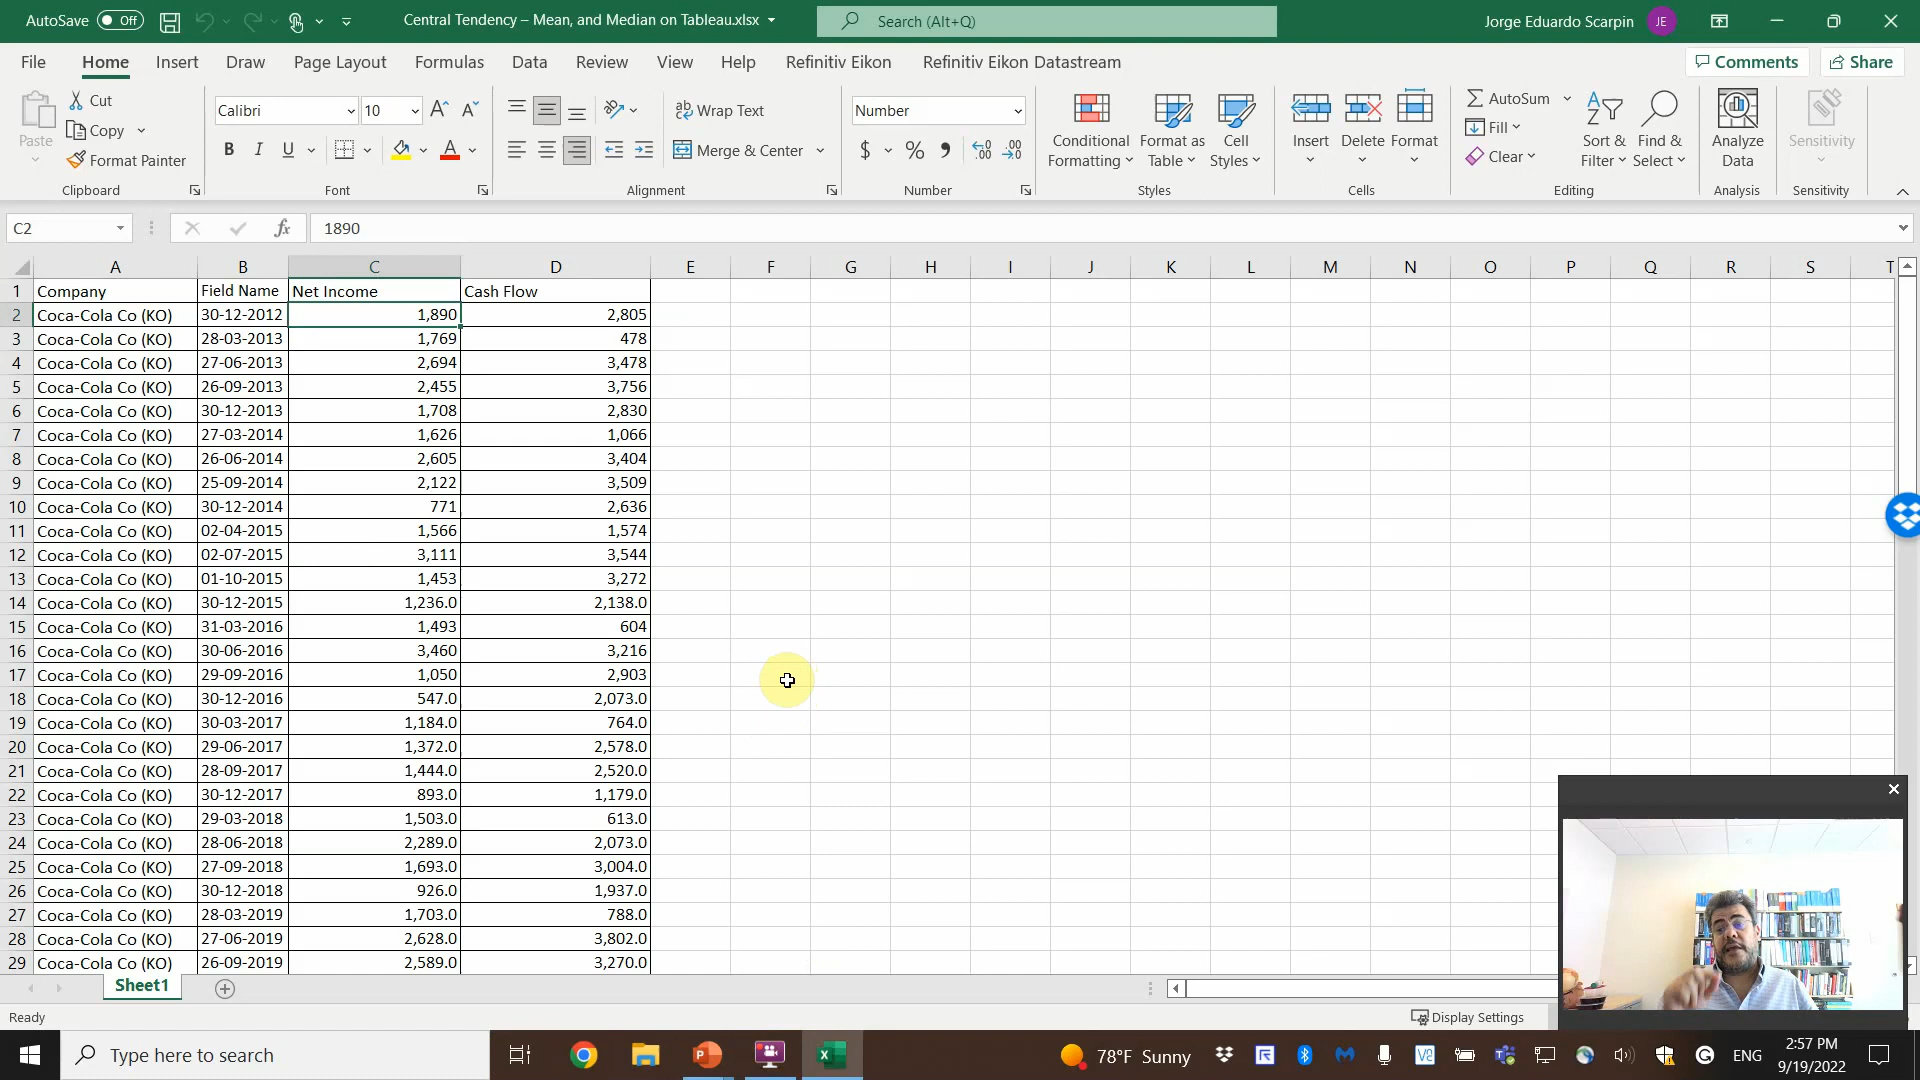 AutoSave Off Central Tendency – Mean, and Median on Tableau.xlsx Search (Alt+Q) Jorge Eduardo Scarpin JE
File Home Insert Draw Page Layout Formulas Data Review View Help Refinitiv Eikon Refinitiv Eikon Datastream Comments Share
Paste Cut Copy Format Painter
Calibri 10 B I U A
Wrap Text Merge & Center
Number $ % 9
Conditional Formatting Format as Table Cell Styles
Insert Delete Format
AutoSum Fill Clear Sort & Filter Find & Select
Analyze Data Sensitivity
Clipboard Font Alignment Number Styles Cells Editing Analysis Sensitivity
C2 fx 1890
A B C D E F G H I J K L M N O P Q R S T
1 Company Field Name Net Income Cash Flow
2 Coca-Cola Co (KO) 30-12-2012 1,890 2,805
3 Coca-Cola Co (KO) 28-03-2013 1,769 478
4 Coca-Cola Co (KO) 27-06-2013 2,694 3,478
5 Coca-Cola Co (KO) 26-09-2013 2,455 3,756
6 Coca-Cola Co (KO) 30-12-2013 1,708 2,830
7 Coca-Cola Co (KO) 27-03-2014 1,626 1,066
8 Coca-Cola Co (KO) 26-06-2014 2,605 3,404
9 Coca-Cola Co (KO) 25-09-2014 2,122 3,509
10 Coca-Cola Co (KO) 30-12-2014 771 2,636
11 Coca-Cola Co (KO) 02-04-2015 1,566 1,574
12 Coca-Cola Co (KO) 02-07-2015 3,111 3,544
13 Coca-Cola Co (KO) 01-10-2015 1,453 3,272
14 Coca-Cola Co (KO) 30-12-2015 1,236.0 2,138.0
15 Coca-Cola Co (KO) 31-03-2016 1,493 604
16 Coca-Cola Co (KO) 30-06-2016 3,460 3,216
17 Coca-Cola Co (KO) 29-09-2016 1,050 2,903
18 Coca-Cola Co (KO) 30-12-2016 547.0 2,073.0
19 Coca-Cola Co (KO) 30-03-2017 1,184.0 764.0
20 Coca-Cola Co (KO) 29-06-2017 1,372.0 2,578.0
21 Coca-Cola Co (KO) 28-09-2017 1,444.0 2,520.0
22 Coca-Cola Co (KO) 30-12-2017 893.0 1,179.0
23 Coca-Cola Co (KO) 29-03-2018 1,503.0 613.0
24 Coca-Cola Co (KO) 28-06-2018 2,289.0 2,073.0
25 Coca-Cola Co (KO) 27-09-2018 1,693.0 3,004.0
26 Coca-Cola Co (KO) 30-12-2018 926.0 1,937.0
27 Coca-Cola Co (KO) 28-03-2019 1,703.0 788.0
28 Coca-Cola Co (KO) 27-06-2019 2,628.0 3,802.0
29 Coca-Cola Co (KO) 26-09-2019 2,589.0 3,270.0
Sheet1
Ready Display Settings
Type here to search 78°F Sunny ENG 2:57 PM
9/19/2022